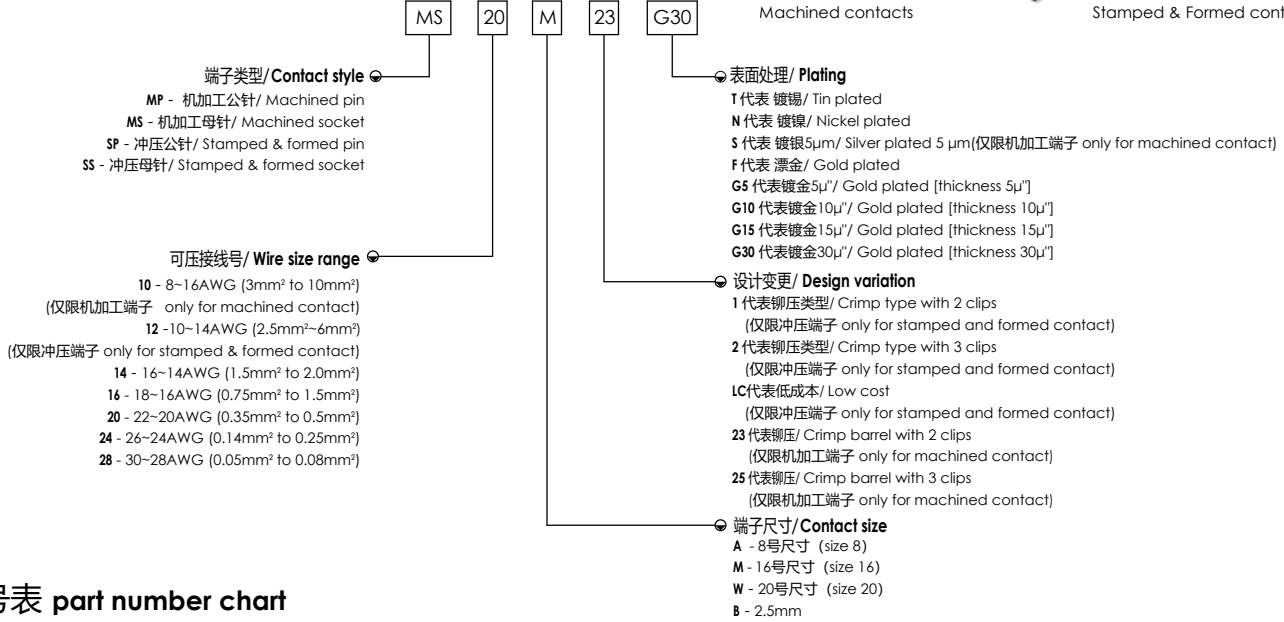 MS 20 M 23 G30
Machined contacts
Stamped & Formed cont
端子类型/Contact style
MP - 机加工公针/ Machined pin
MS - 机加工母针/ Machined socket
SP - 冲压公针/ Stamped & formed pin
SS - 冲压母针/ Stamped & formed socket
可压接线号/ Wire size range
10 - 8~16AWG (3mm² to 10mm²)
(仅限机加工端子 only for machined contact)
12 -10~14AWG (2.5mm²~6mm²)
(仅限冲压端子 only for stamped & formed contact)
14 - 16~14AWG (1.5mm² to 2.0mm²)
16 - 18~16AWG (0.75mm² to 1.5mm²)
20 - 22~20AWG (0.35mm² to 0.5mm²)
24 - 26~24AWG (0.14mm² to 0.25mm²)
28 - 30~28AWG (0.05mm² to 0.08mm²)
表面处理/ Plating
T 代表 镀锡/ Tin plated
N 代表 镀镍/ Nickel plated
S 代表 镀银5μm/ Silver plated 5 μm(仅限机加工端子 only for machined contact)
F 代表 漂金/ Gold plated
G5 代表镀金5μ"/ Gold plated [thickness 5μ"]
G10 代表镀金10μ"/ Gold plated [thickness 10μ"]
G15 代表镀金15μ"/ Gold plated [thickness 15μ"]
G30 代表镀金30μ"/ Gold plated [thickness 30μ"]
设计变更/ Design variation
1 代表铆压类型/ Crimp type with 2 clips
(仅限冲压端子 only for stamped and formed contact)
2 代表铆压类型/ Crimp type with 3 clips
(仅限冲压端子 only for stamped and formed contact)
LC代表低成本/ Low cost
(仅限冲压端子 only for stamped and formed contact)
23 代表铆压/ Crimp barrel with 2 clips
(仅限机加工端子 only for machined contact)
25 代表铆压/ Crimp barrel with 3 clips
(仅限机加工端子 only for machined contact)
端子尺寸/Contact size
A - 8号尺寸 (size 8)
M - 16号尺寸 (size 16)
W - 20号尺寸 (size 20)
B - 2.5mm
号表 part number chart